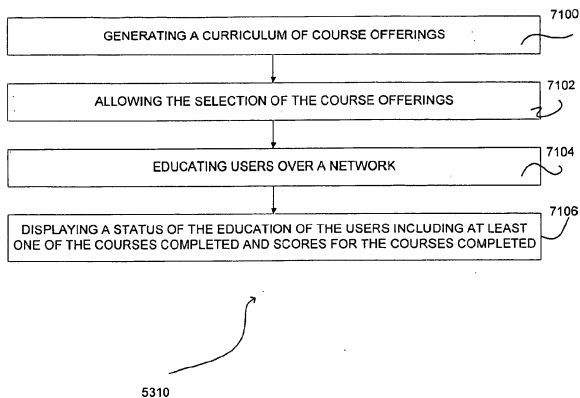 7100
GENERATING A CURRICULUM OF COURSE OFFERINGS
7102
ALLOWING THE SELECTION OF THE COURSE OFFERINGS
7104
EDUCATING USERS OVER A NETWORK
7106
DISPLAYING A STATUS OF THE EDUCATION OF THE USERS INCLUDING AT LEAST
ONE OF THE COURSES COMPLETED AND SCORES FOR THE COURSES COMPLETED
5310